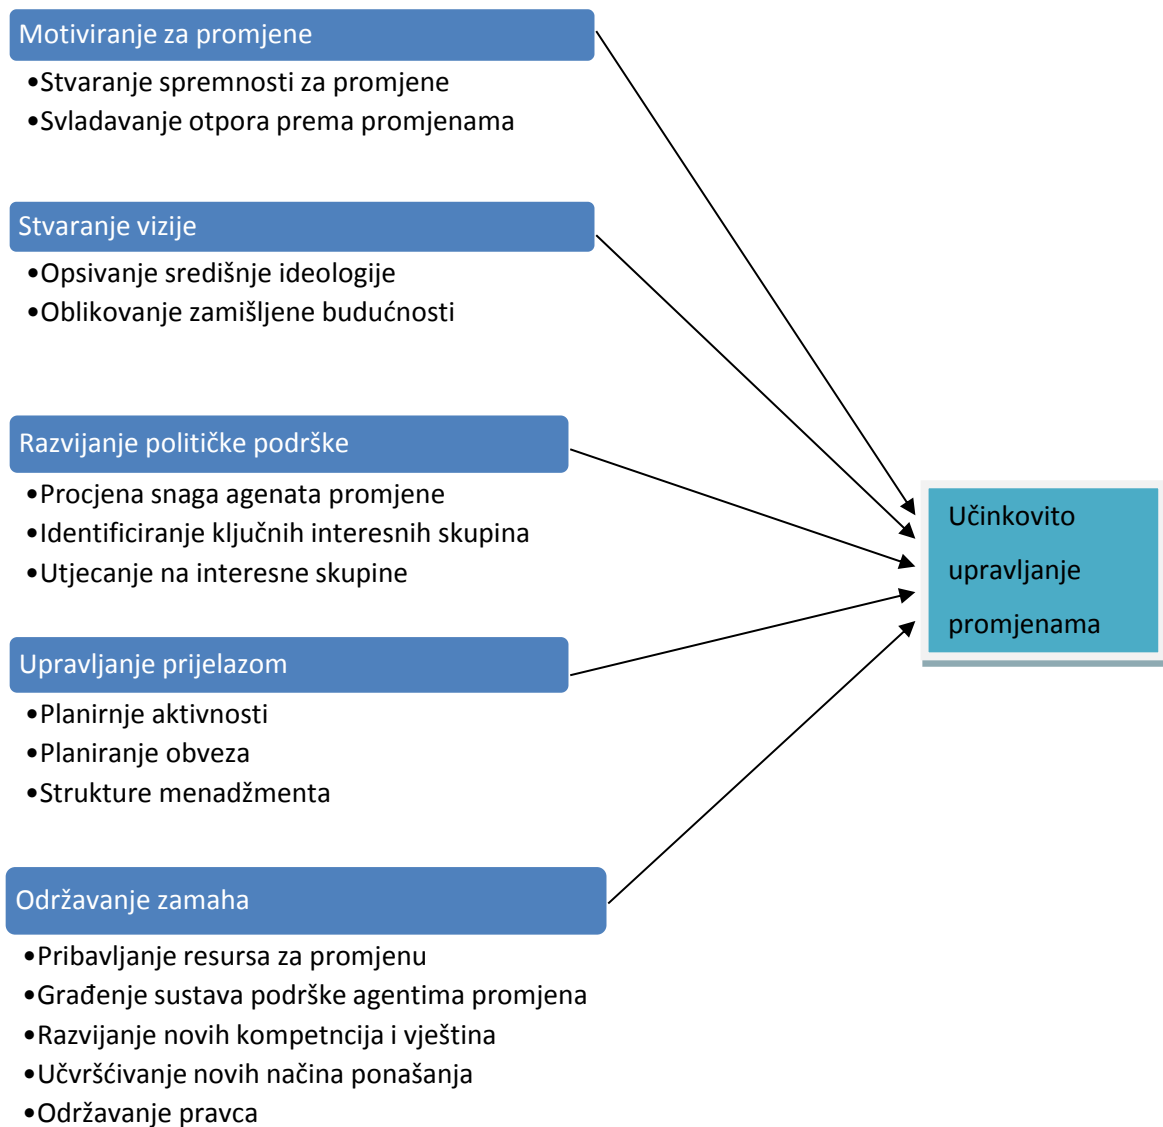 Motiviranje za promjene
•Stvaranje spremnosti za promjene
•Svladavanje otpora prema promjenama
Stvaranje vizije
•Opsivanje središnje ideologije
•Oblikovanje zamišljene budućnosti
Razvijanje političke podrške
•Procjena snaga agenata promjene
•Identificiranje ključnih interesnih skupina
•Utjecanje na interesne skupine
Upravljanje prijelazom
•Planirnje aktivnosti
•Planiranje obveza
•Strukture menadžmenta
Održavanje zamaha
•Pribavljanje resursa za promjenu
•Građenje sustava podrške agentima promjena
•Razvijanje novih kompetncija i vještina
•Učvršćivanje novih načina ponašanja
•Održavanje pravca
Učinkovito
upravljanje
promjenama